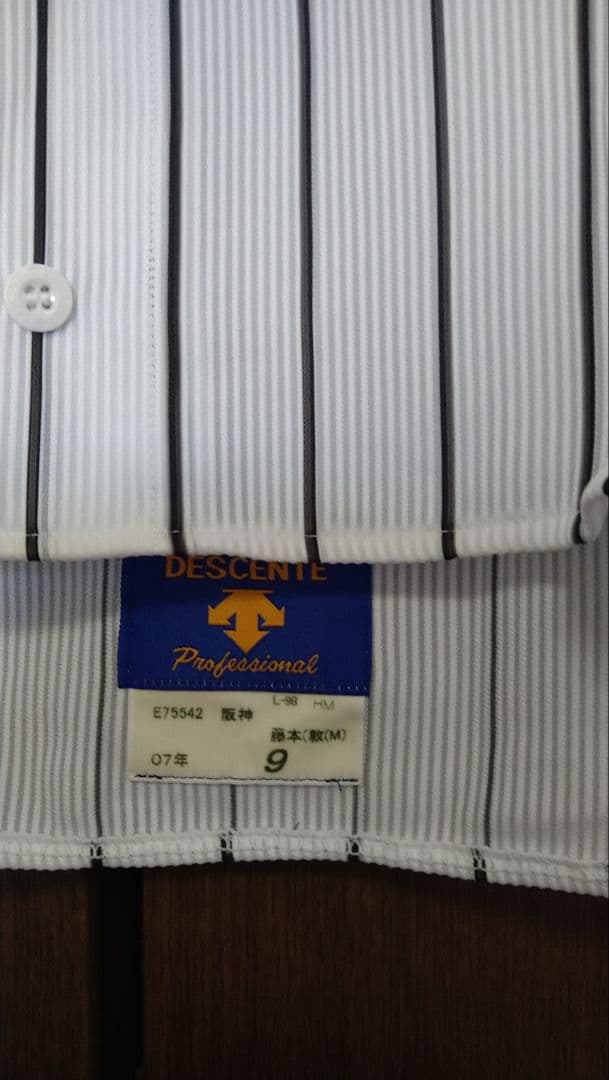 DESCENTE
Professional
L-98 HM
E75542 阪神
藤本(敦(M)
07年 9